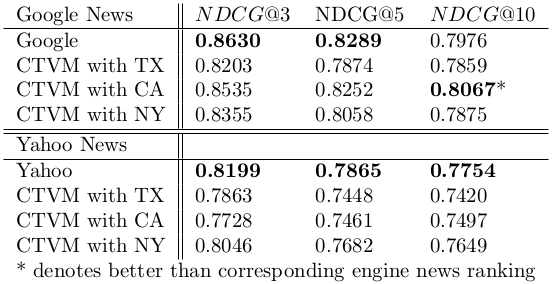 Google News NDCG@3 NDCG@5 NDCG@10
Google 0.8630 0.8289 0.7976
CTVM with TX 0.8203 0.7874 0.7859
CTVM with CA 0.8535 0.8252 0.8067*
CTVM with NY 0.8355 0.8058 0.7875
Yahoo News
Yahoo 0.8199 0.7865 0.7754
CTVM with TX 0.7863 0.7448 0.7420
CTVM with CA 0.7728 0.7461 0.7497
CTVM with NY 0.8046 0.7682 0.7649
* denotes better than corresponding engine news ranking